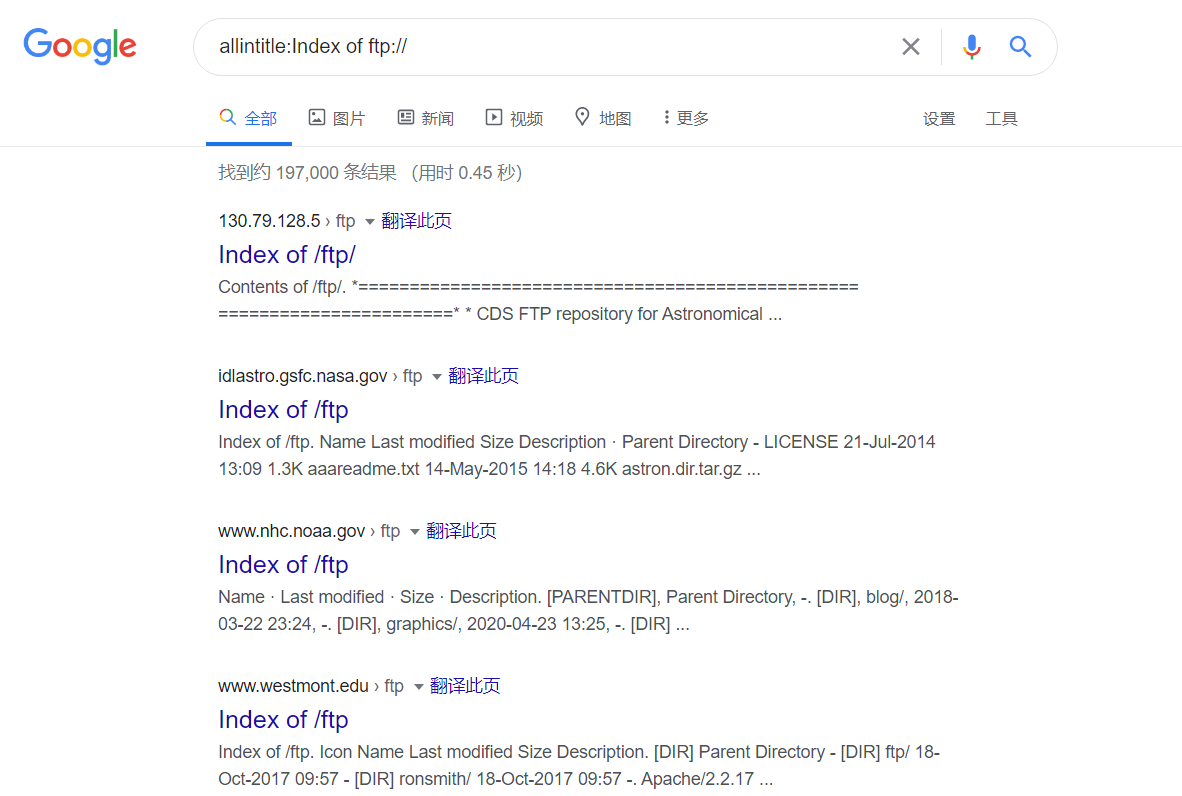 Google
allintitle:Index of ftp://
全部 图片 新闻 视频 地图 更多 设置 工具
找到约 197,000 条结果 （用时 0.45 秒）
130.79.128.5 › ftp 翻译此页
Index of /ftp/
Contents of /ftp/. *=================================================
=======================* * CDS FTP repository for Astronomical ...
idlastro.gsfc.nasa.gov › ftp 翻译此页
Index of /ftp
Index of /ftp. Name Last modified Size Description · Parent Directory - LICENSE 21-Jul-2014
13:09 1.3K aaareadme.txt 14-May-2015 14:18 4.6K astron.dir.tar.gz ...
www.nhc.noaa.gov › ftp 翻译此页
Index of /ftp
Name · Last modified · Size · Description. [PARENTDIR], Parent Directory, -. [DIR], blog/, 2018-
03-22 23:24, -. [DIR], graphics/, 2020-04-23 13:25, -. [DIR] ...
www.westmont.edu › ftp 翻译此页
Index of /ftp
Index of /ftp. Icon Name Last modified Size Description. [DIR] Parent Directory - [DIR] ftp/ 18-
Oct-2017 09:57 - [DIR] ronsmith/ 18-Oct-2017 09:57 -. Apache/2.2.17 ...